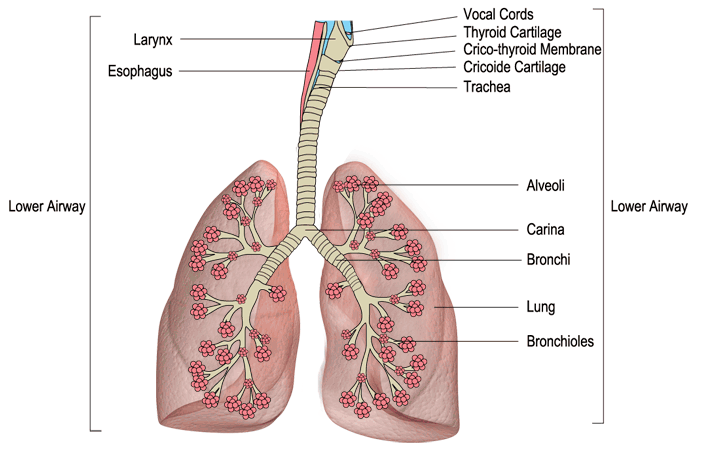 Vocal Cords
Larynx
Thyroid Cartilage
Crico-thyroid Membrane
Esophagus
Cricoide Cartilage
Trachea
Alveoli
Lower Airway
Lower Airway
Carina
Bronchi
Lung
Bronchioles